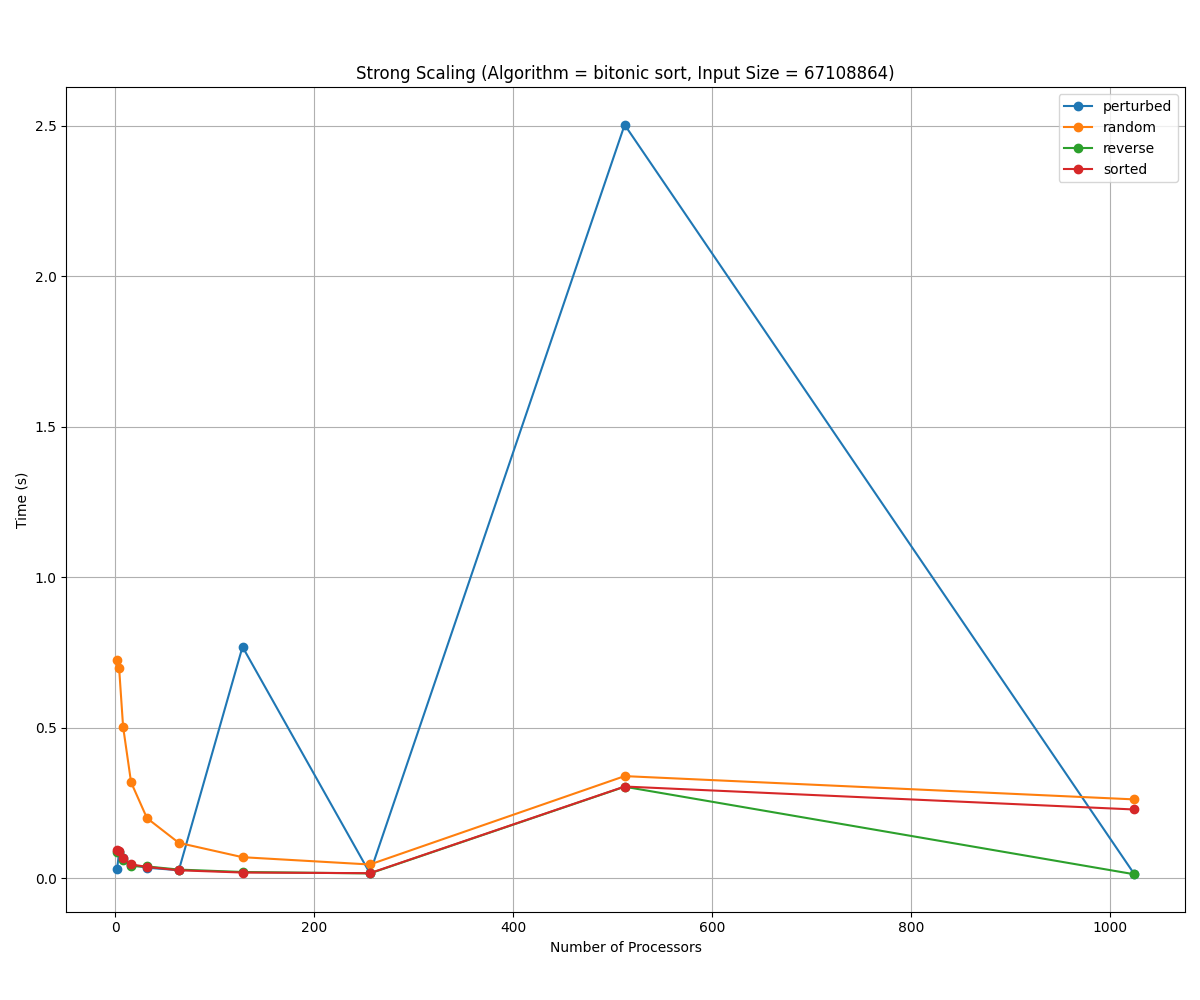 Strong Scaling (Algorithm = bitonic sort, Input Size = 67108864)
perturbed
random
reverse
sorted
2.5
2.0
1.5
1.0
0.5
0.0
Time (s)
0 200 400 600 800 1000
Number of Processors